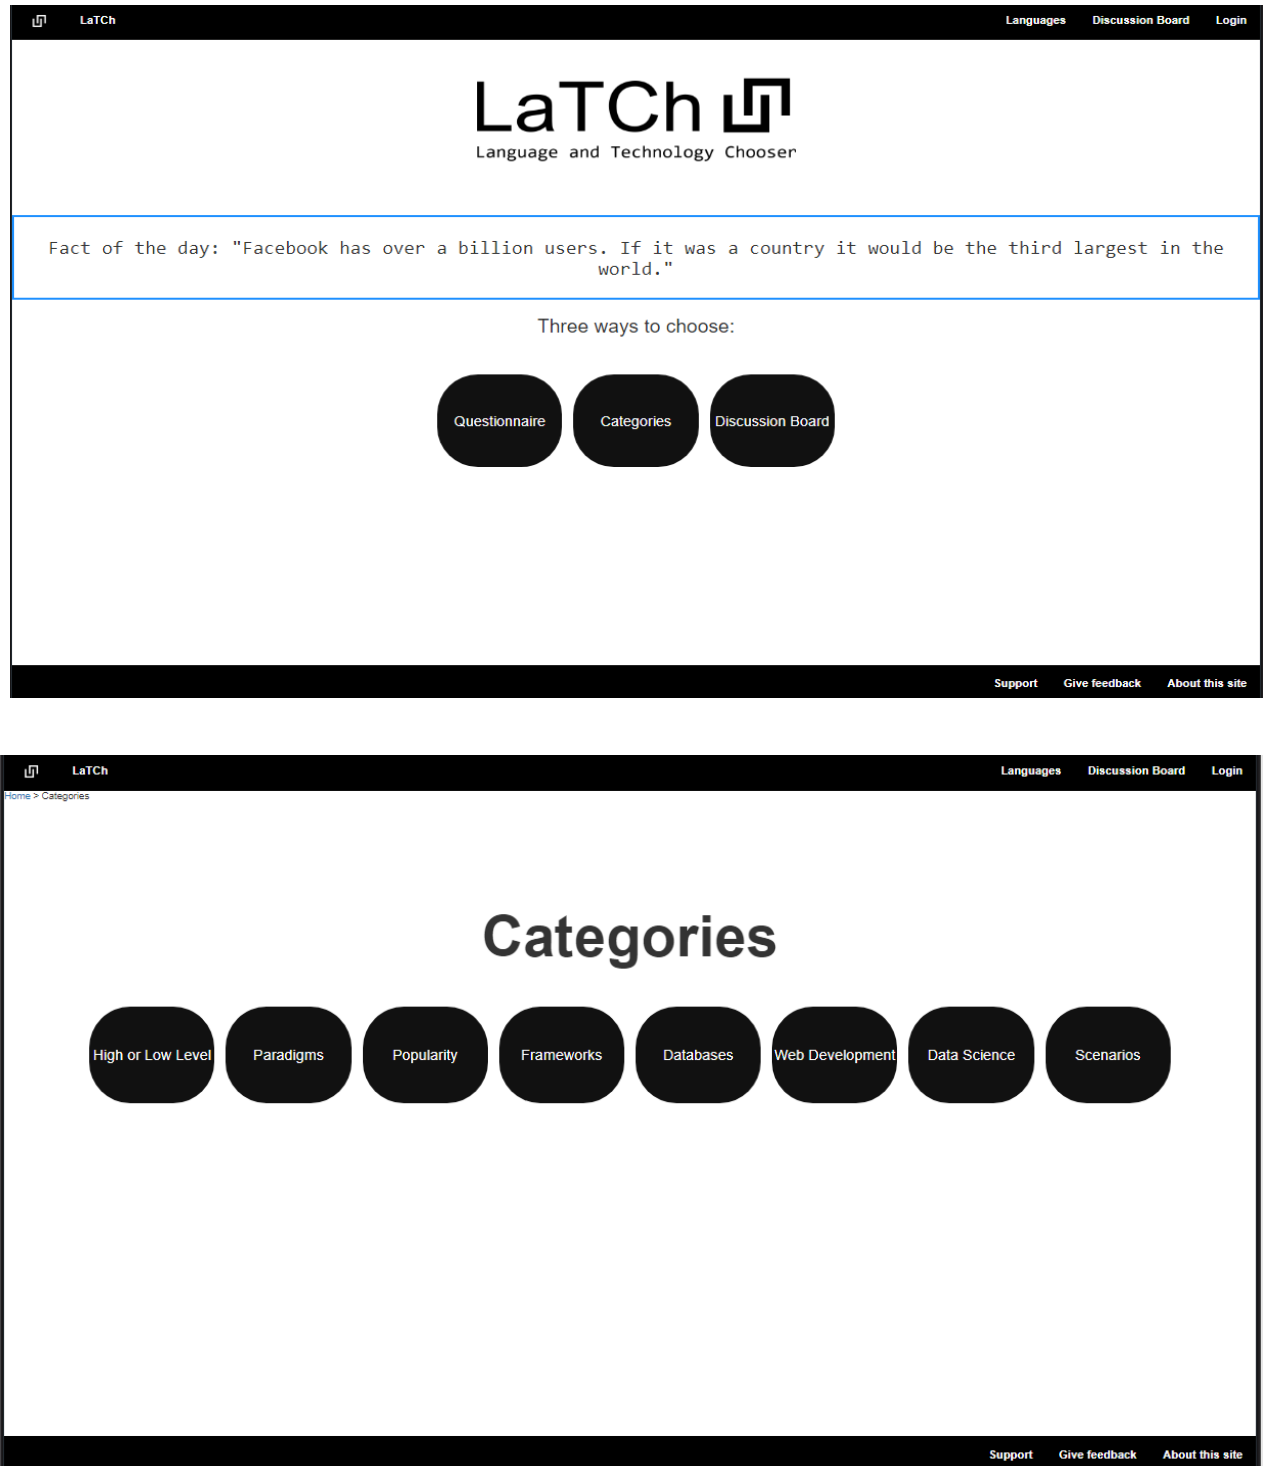 LaTCh Languages Discussion Board Login
LaTCh
Language and Technology Chooser
Fact of the day: "Facebook has over a billion users. If it was a country it would be the third largest in the
world."
Three ways to choose:
Questionnaire Categories Discussion Board
Support Give feedback About this site
LaTCh Languages Discussion Board Login
Home > Categories
Categories
High or Low Level Paradigms Popularity Frameworks Databases Web Development Data Science Scenarios
Support Give feedback About this site